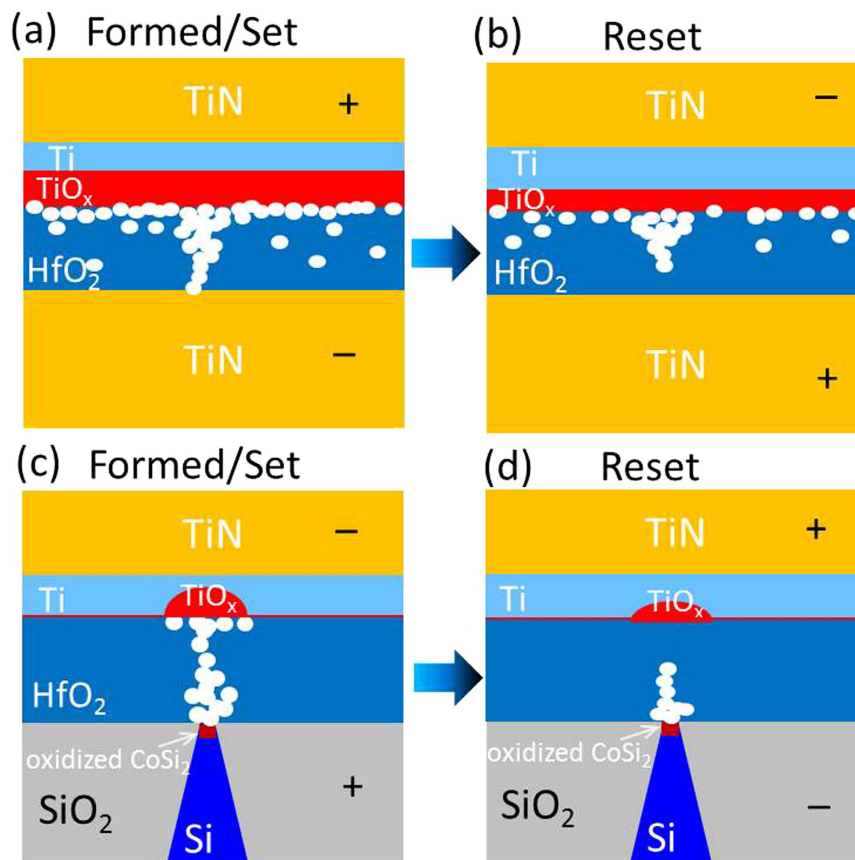 (a) Formed/Set
(b) Reset
TiN +
Ti
TiOₓ
HfO₂
TiN −
TiN −
Ti
TiOₓ
HfO₂
TiN +
(c) Formed/Set
(d) Reset
TiN −
Ti TiOₓ
HfO₂
oxidized CoSi₂
SiO₂ +
Si
TiN +
Ti TiOₓ
HfO₂
oxidized CoSi₂
SiO₂ −
Si